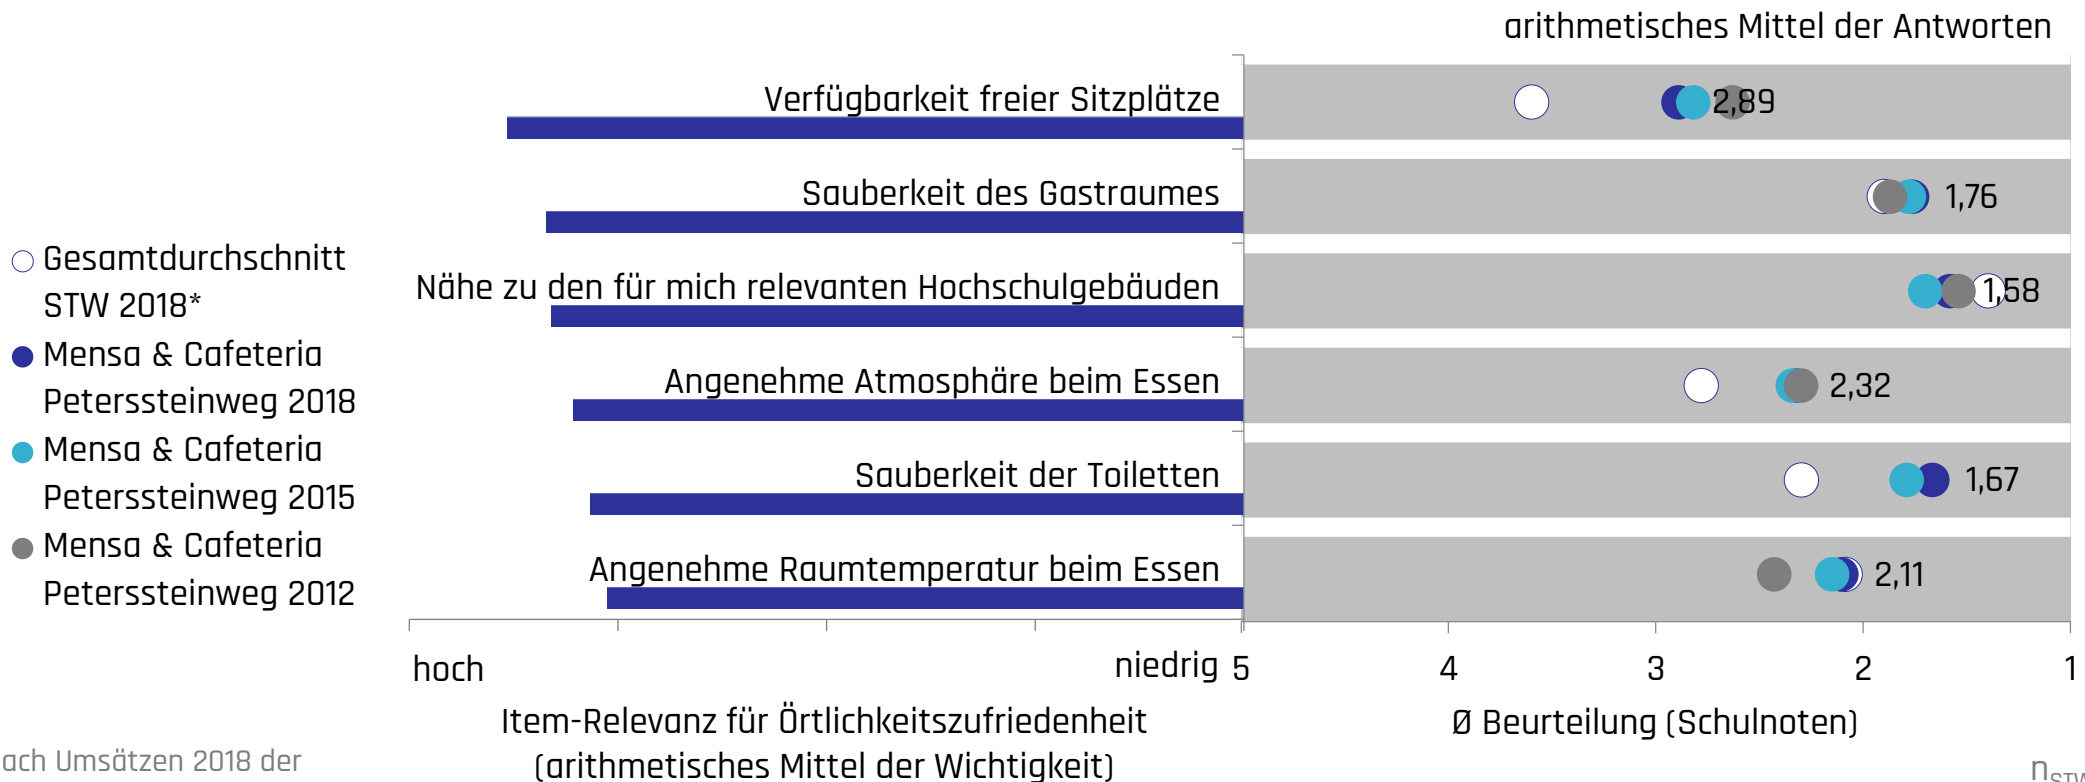 arithmetisches Mittel der Antworten
Verfügbarkeit freier Sitzplätze
2,89
Sauberkeit des Gastraumes
1,76
Nähe zu den für mich relevanten Hochschulgebäuden
1,58
Angenehme Atmosphäre beim Essen
2,32
Sauberkeit der Toiletten
1,67
Angenehme Raumtemperatur beim Essen
2,11
Gesamtdurchschnitt
STW 2018*
Mensa & Cafeteria
Peterssteinweg 2018
Mensa & Cafeteria
Peterssteinweg 2015
Mensa & Cafeteria
Peterssteinweg 2012
hoch niedrig
5 4 3 2 1
Item-Relevanz für Örtlichkeitszufriedenheit
(arithmetisches Mittel der Wichtigkeit)
Ø Beurteilung (Schulnoten)
ach Umsätzen 2018 der
nSTW